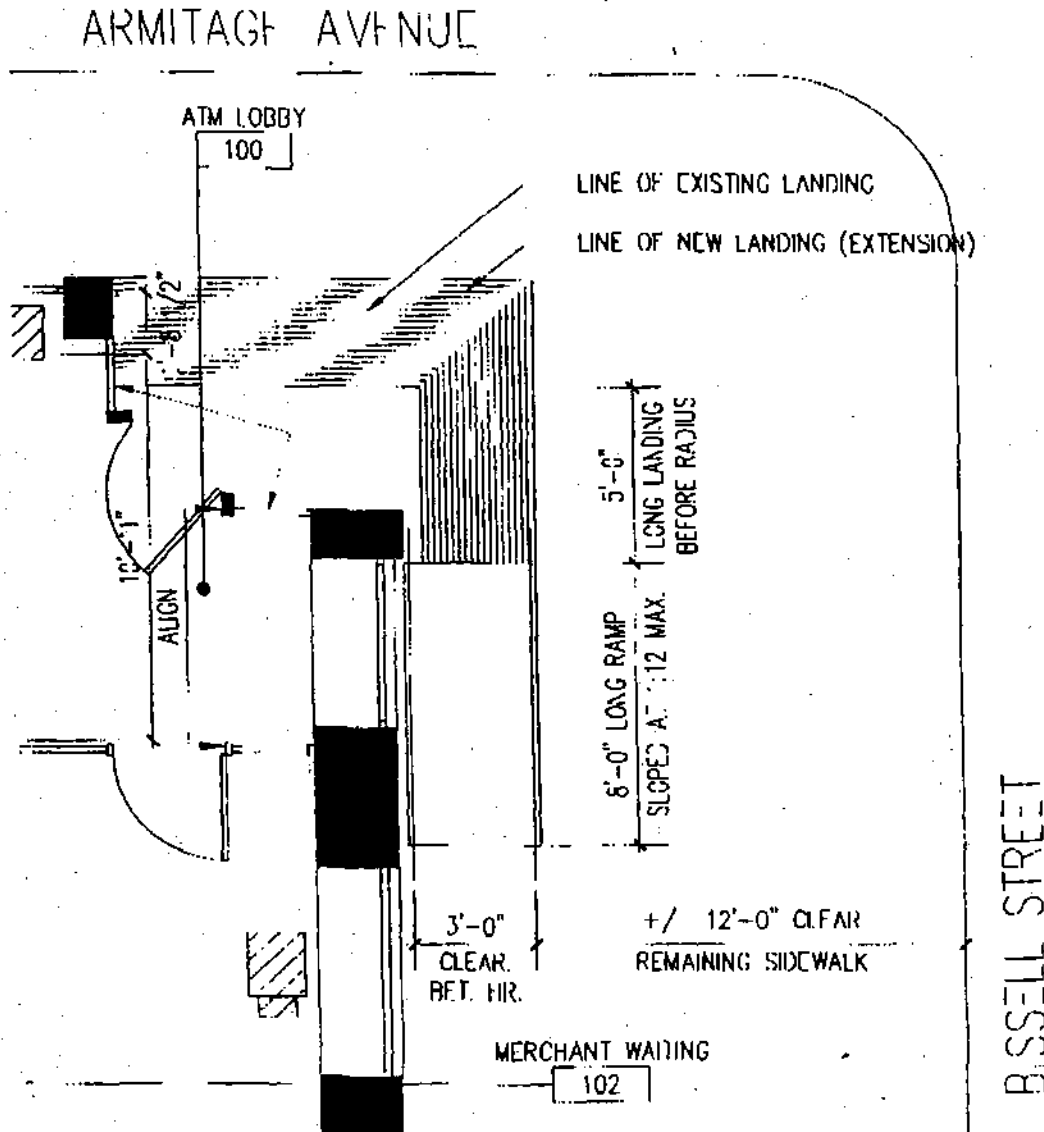 ARMITAGE AVENUE
ATM LOBBY
100
LINE OF EXISTING LANDING
LINE OF NEW LANDING (EXTENSION)
8 1/2"
5'-0"
LONG LANDING
BEFORE RADIUS
ALIGN
LONG RAMP
SLOPED AT 1:12 MAX.
3'-0"
CLEAR.
BET. HR.
+/ 12'-0" CLEAR
REMAINING SIDEWALK
MERCHANT WAITING
102
BISSELL STREET